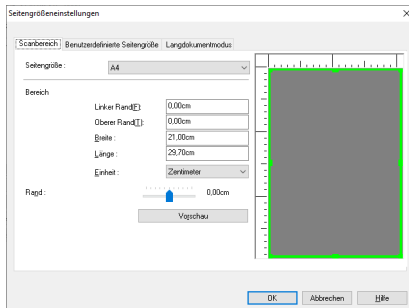 Seitengrößeneinstellungen
Scanbereich Benutzerdefinierte Seitengröße Langdokumentmodus
Seitengröße : A4
Bereich
Linker Rand(F): 0,00cm
Oberer Rand(T): 0,00cm
Breite : 21,00cm
Länge : 29,70cm
Einheit : Zentimeter
Rand : 0,00cm
Vorschau
OK Abbrechen Hilfe